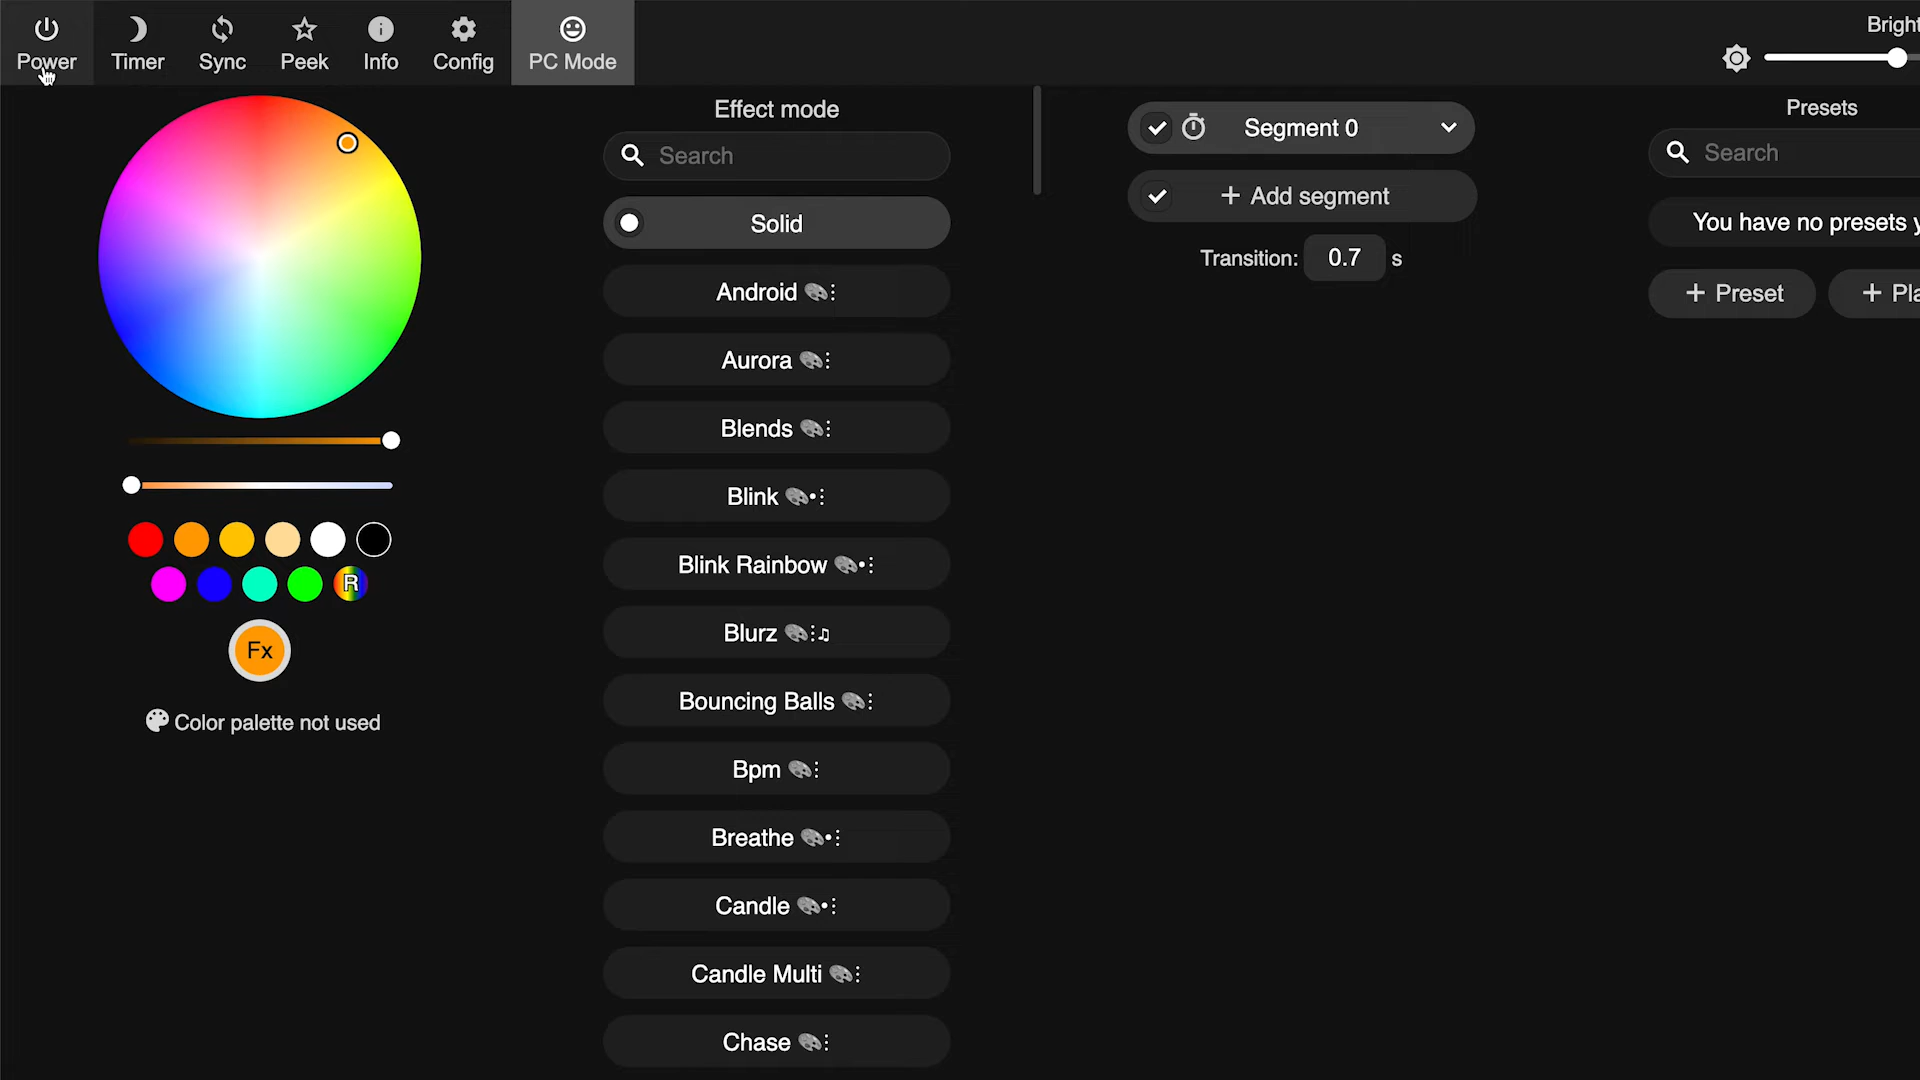 Power
Timer
Sync
Peek
Info
Config
PC Mode
Bright
Effect mode
Search
Solid
Android
Aurora
Blends
Blink
Blink Rainbow
Blurz
Bouncing Balls
Bpm
Breathe
Candle
Candle Multi
Chase
R
Fx
Color palette not used
Segment 0
+ Add segment
Transition: 0.7 s
Presets
Search
You have no presets y
+ Preset
+ Pla